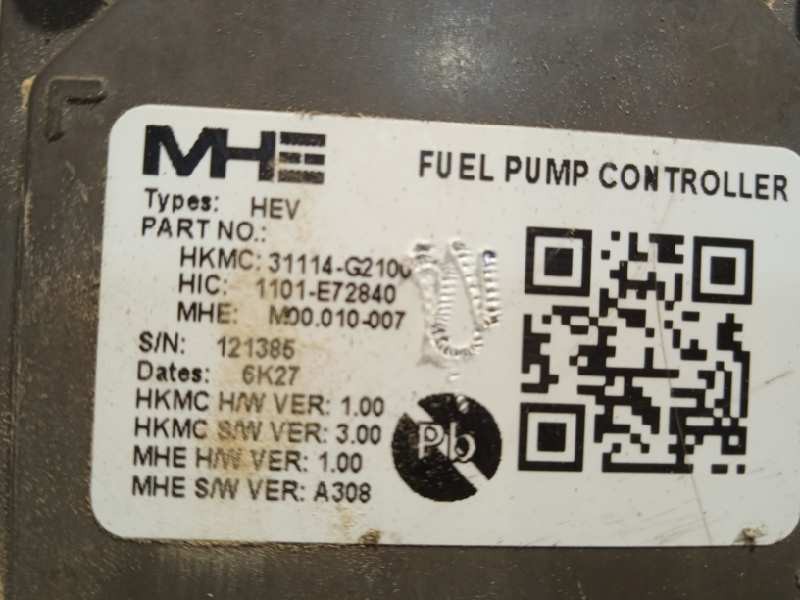 MHE
FUEL PUMP CONTROLLER
Types: HEV
PART NO.:
HKMC: 31114-G2100
HIC: 1101-E72840
MHE: M00.010-007
S/N: 121385
Dates: 6K27
HKMC H/W VER: 1.00
HKMC S/W VER: 3.00
MHE H/W VER: 1.00
MHE S/W VER: A308
Pb